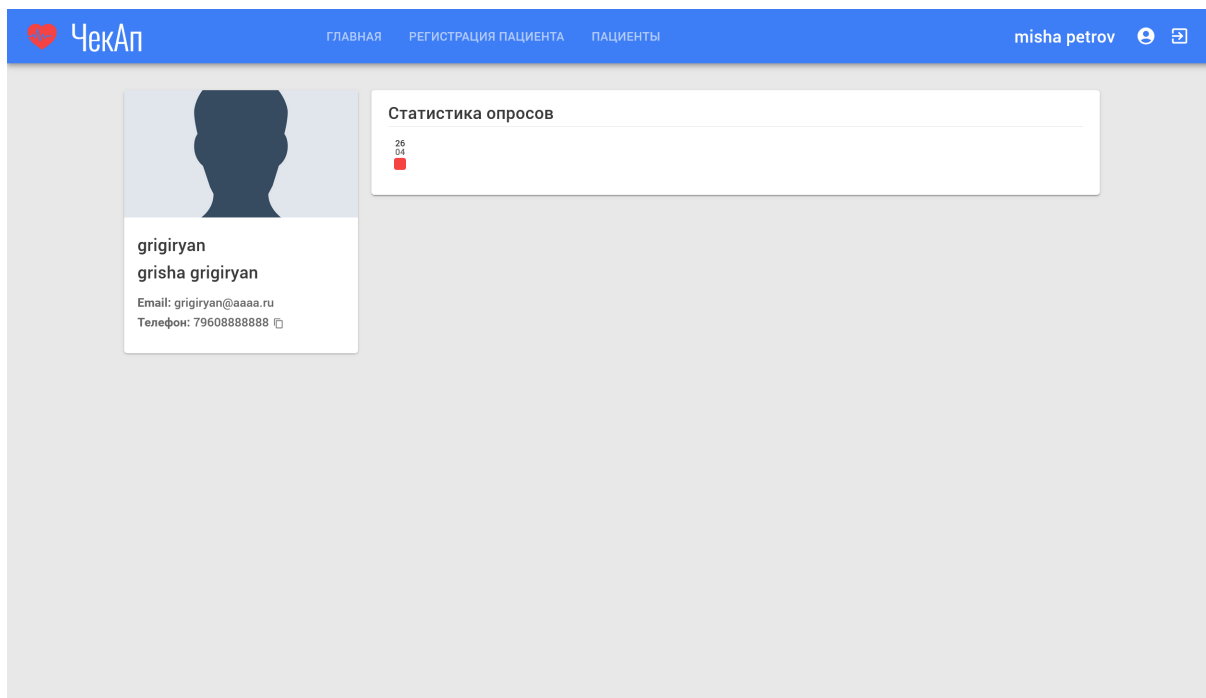 ЧекАп
ГЛАВНАЯ РЕГИСТРАЦИЯ ПАЦИЕНТА ПАЦИЕНТЫ
misha petrov
grigiryan
grisha grigiryan
Email: grigiryan@aaaa.ru
Телефон: 79608888888
Статистика опросов
26
04